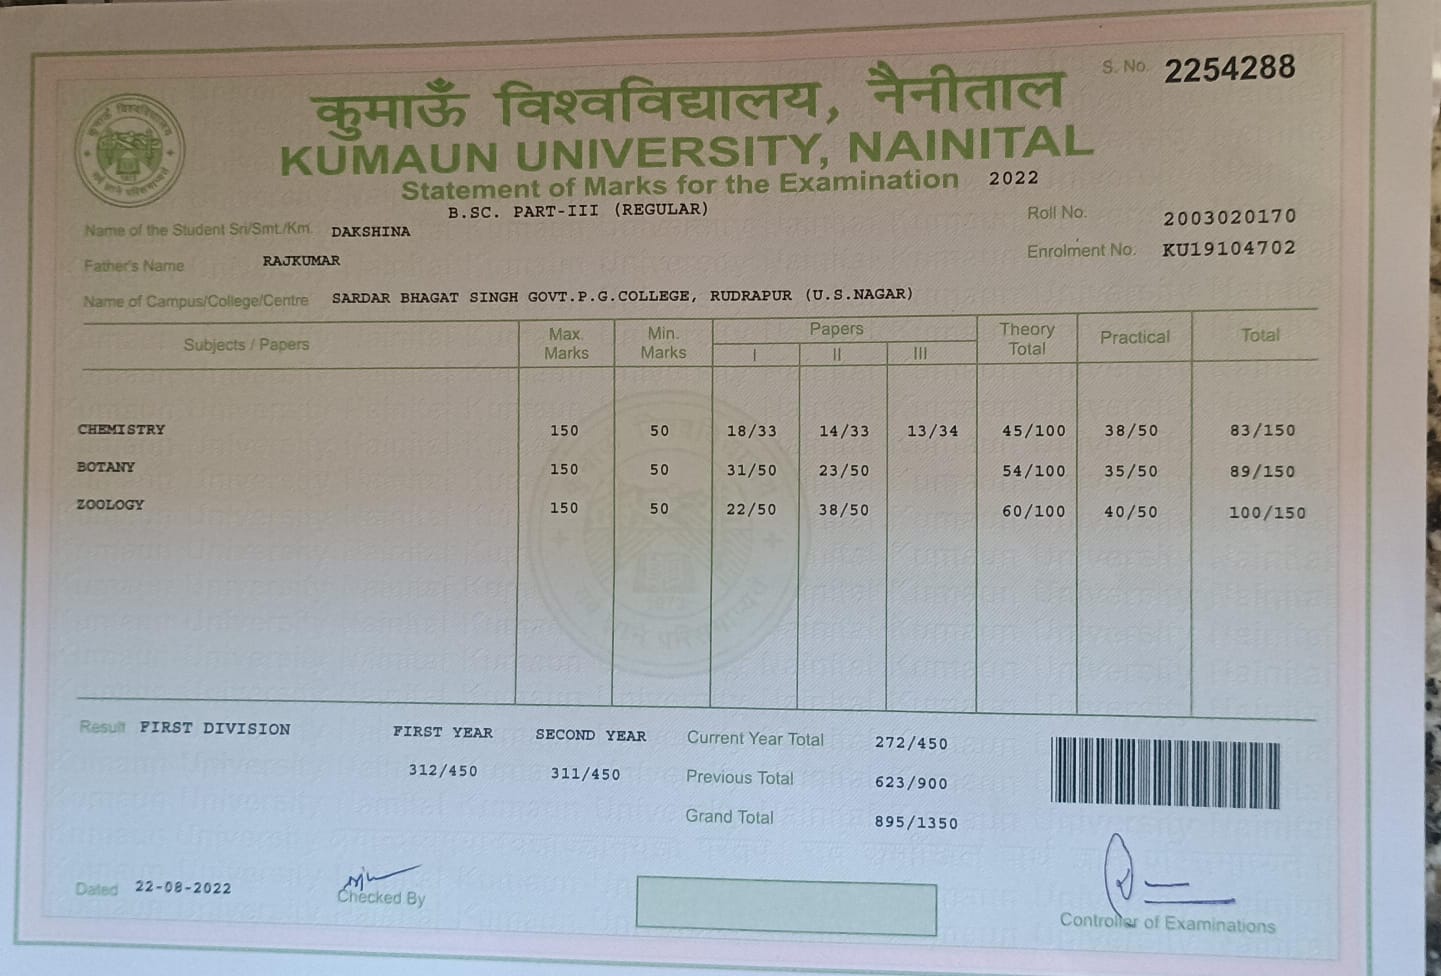 S. No. 2254288
कुमाऊँ विश्वविद्यालय, नैनीताल
KUMAUN UNIVERSITY, NAINITAL
Statement of Marks for the Examination 2022
B.SC. PART-III (REGULAR)
Roll No. 2003020170
Name of the Student Sri/Smt./Km. DAKSHINA
Enrolment No. KU19104702
Father's Name RAJKUMAR
Name of Campus/College/Centre SARDAR BHAGAT SINGH GOVT.P.G.COLLEGE, RUDRAPUR (U.S.NAGAR)
Subjects / Papers Max. Marks Min. Marks Papers I II III Theory Total Practical Total
CHEMISTRY 150 50 18/33 14/33 13/34 45/100 38/50 83/150
BOTANY 150 50 31/50 23/50 54/100 35/50 89/150
ZOOLOGY 150 50 22/50 38/50 60/100 40/50 100/150
Result FIRST DIVISION FIRST YEAR SECOND YEAR Current Year Total 272/450
312/450 311/450 Previous Total 623/900
Grand Total 895/1350
Dated 22-08-2022
Checked By
Controller of Examinations